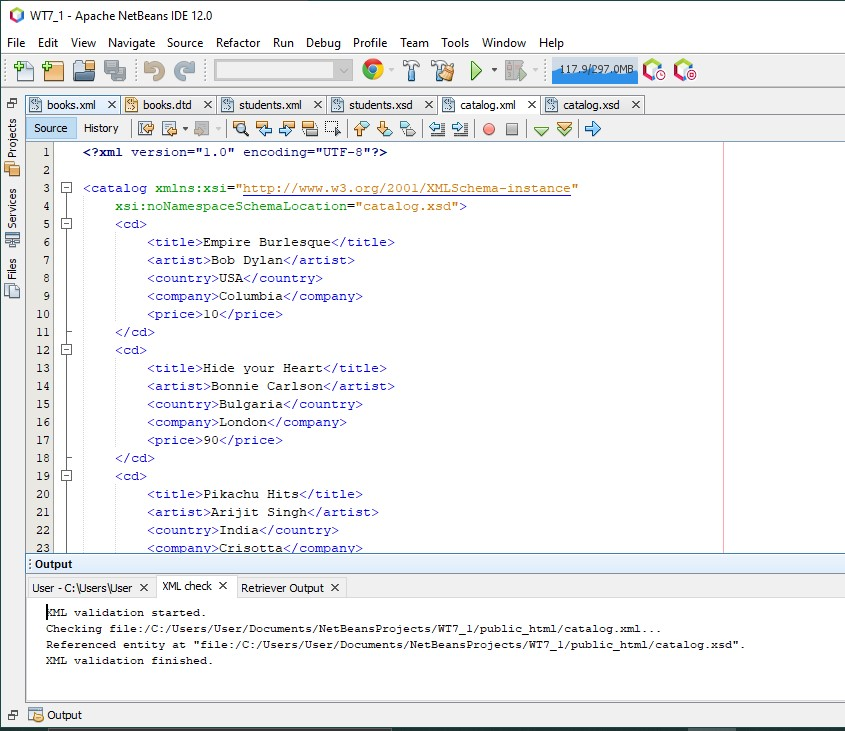 WT7_1 - Apache NetBeans IDE 12.0
File Edit View Navigate Source Refactor Run Debug Profile Team Tools Window Help
117.9/297.0MB
books.xml books.dtd students.xml students.xsd catalog.xml catalog.xsd
Source History
Projects
Services
Files
1 <?xml version="1.0" encoding="UTF-8"?>
2
3 <catalog xmlns:xsi="http://www.w3.org/2001/XMLSchema-instance"
4 xsi:noNamespaceSchemaLocation="catalog.xsd">
5 <cd>
6 <title>Empire Burlesque</title>
7 <artist>Bob Dylan</artist>
8 <country>USA</country>
9 <company>Columbia</company>
10 <price>10</price>
11 </cd>
12 <cd>
13 <title>Hide your Heart</title>
14 <artist>Bonnie Carlson</artist>
15 <country>Bulgaria</country>
16 <company>London</company>
17 <price>90</price>
18 </cd>
19 <cd>
20 <title>Pikachu Hits</title>
21 <artist>Arijit Singh</artist>
22 <country>India</country>
23 <company>Crisotta</company>
Output
User - C:\Users\User XML check Retriever Output
XML validation started.
Checking file:/C:/Users/User/Documents/NetBeansProjects/WT7_1/public_html/catalog.xml...
Referenced entity at "file:/C:/Users/User/Documents/NetBeansProjects/WT7_1/public_html/catalog.xsd".
XML validation finished.
Output